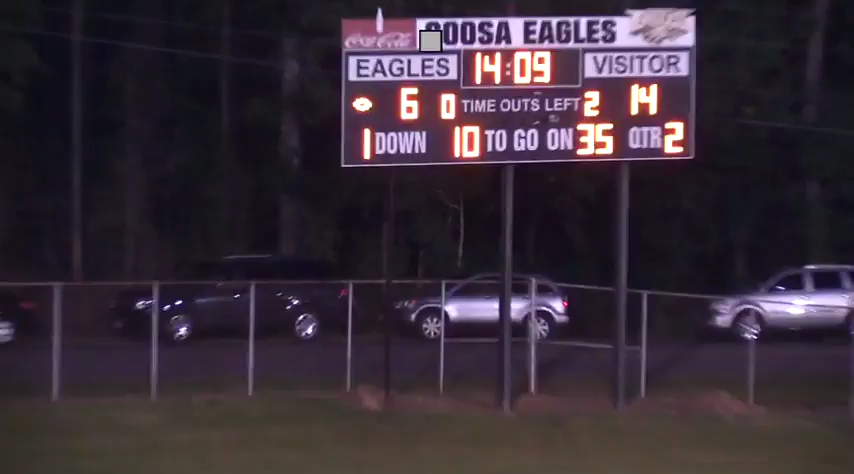 Coca-Cola COOSA EAGLES
EAGLES 14:09 VISITOR
6 0 TIME OUTS LEFT 2 14
1 DOWN 10 TO GO ON 35 QTR 2